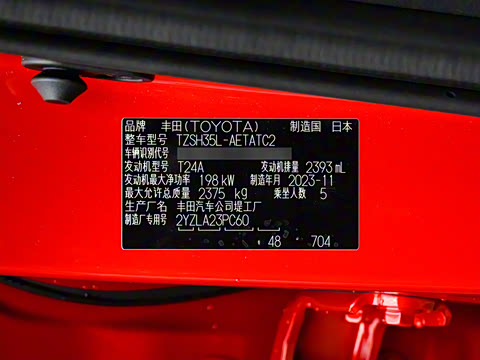 品牌 丰田(TOYOTA) 制造国 日本
整车型号 TZSH35L-AETATC2
车辆识别代号
发动机型号 T24A 发动机排量 2393 mL
发动机最大净功率 198 kW 制造年月 2023-11
最大允许总质量 2375 kg 乘坐人数 5
生产厂名 丰田汽车公司堤工厂
制造厂专用号 2YZLA23PC60
48 704